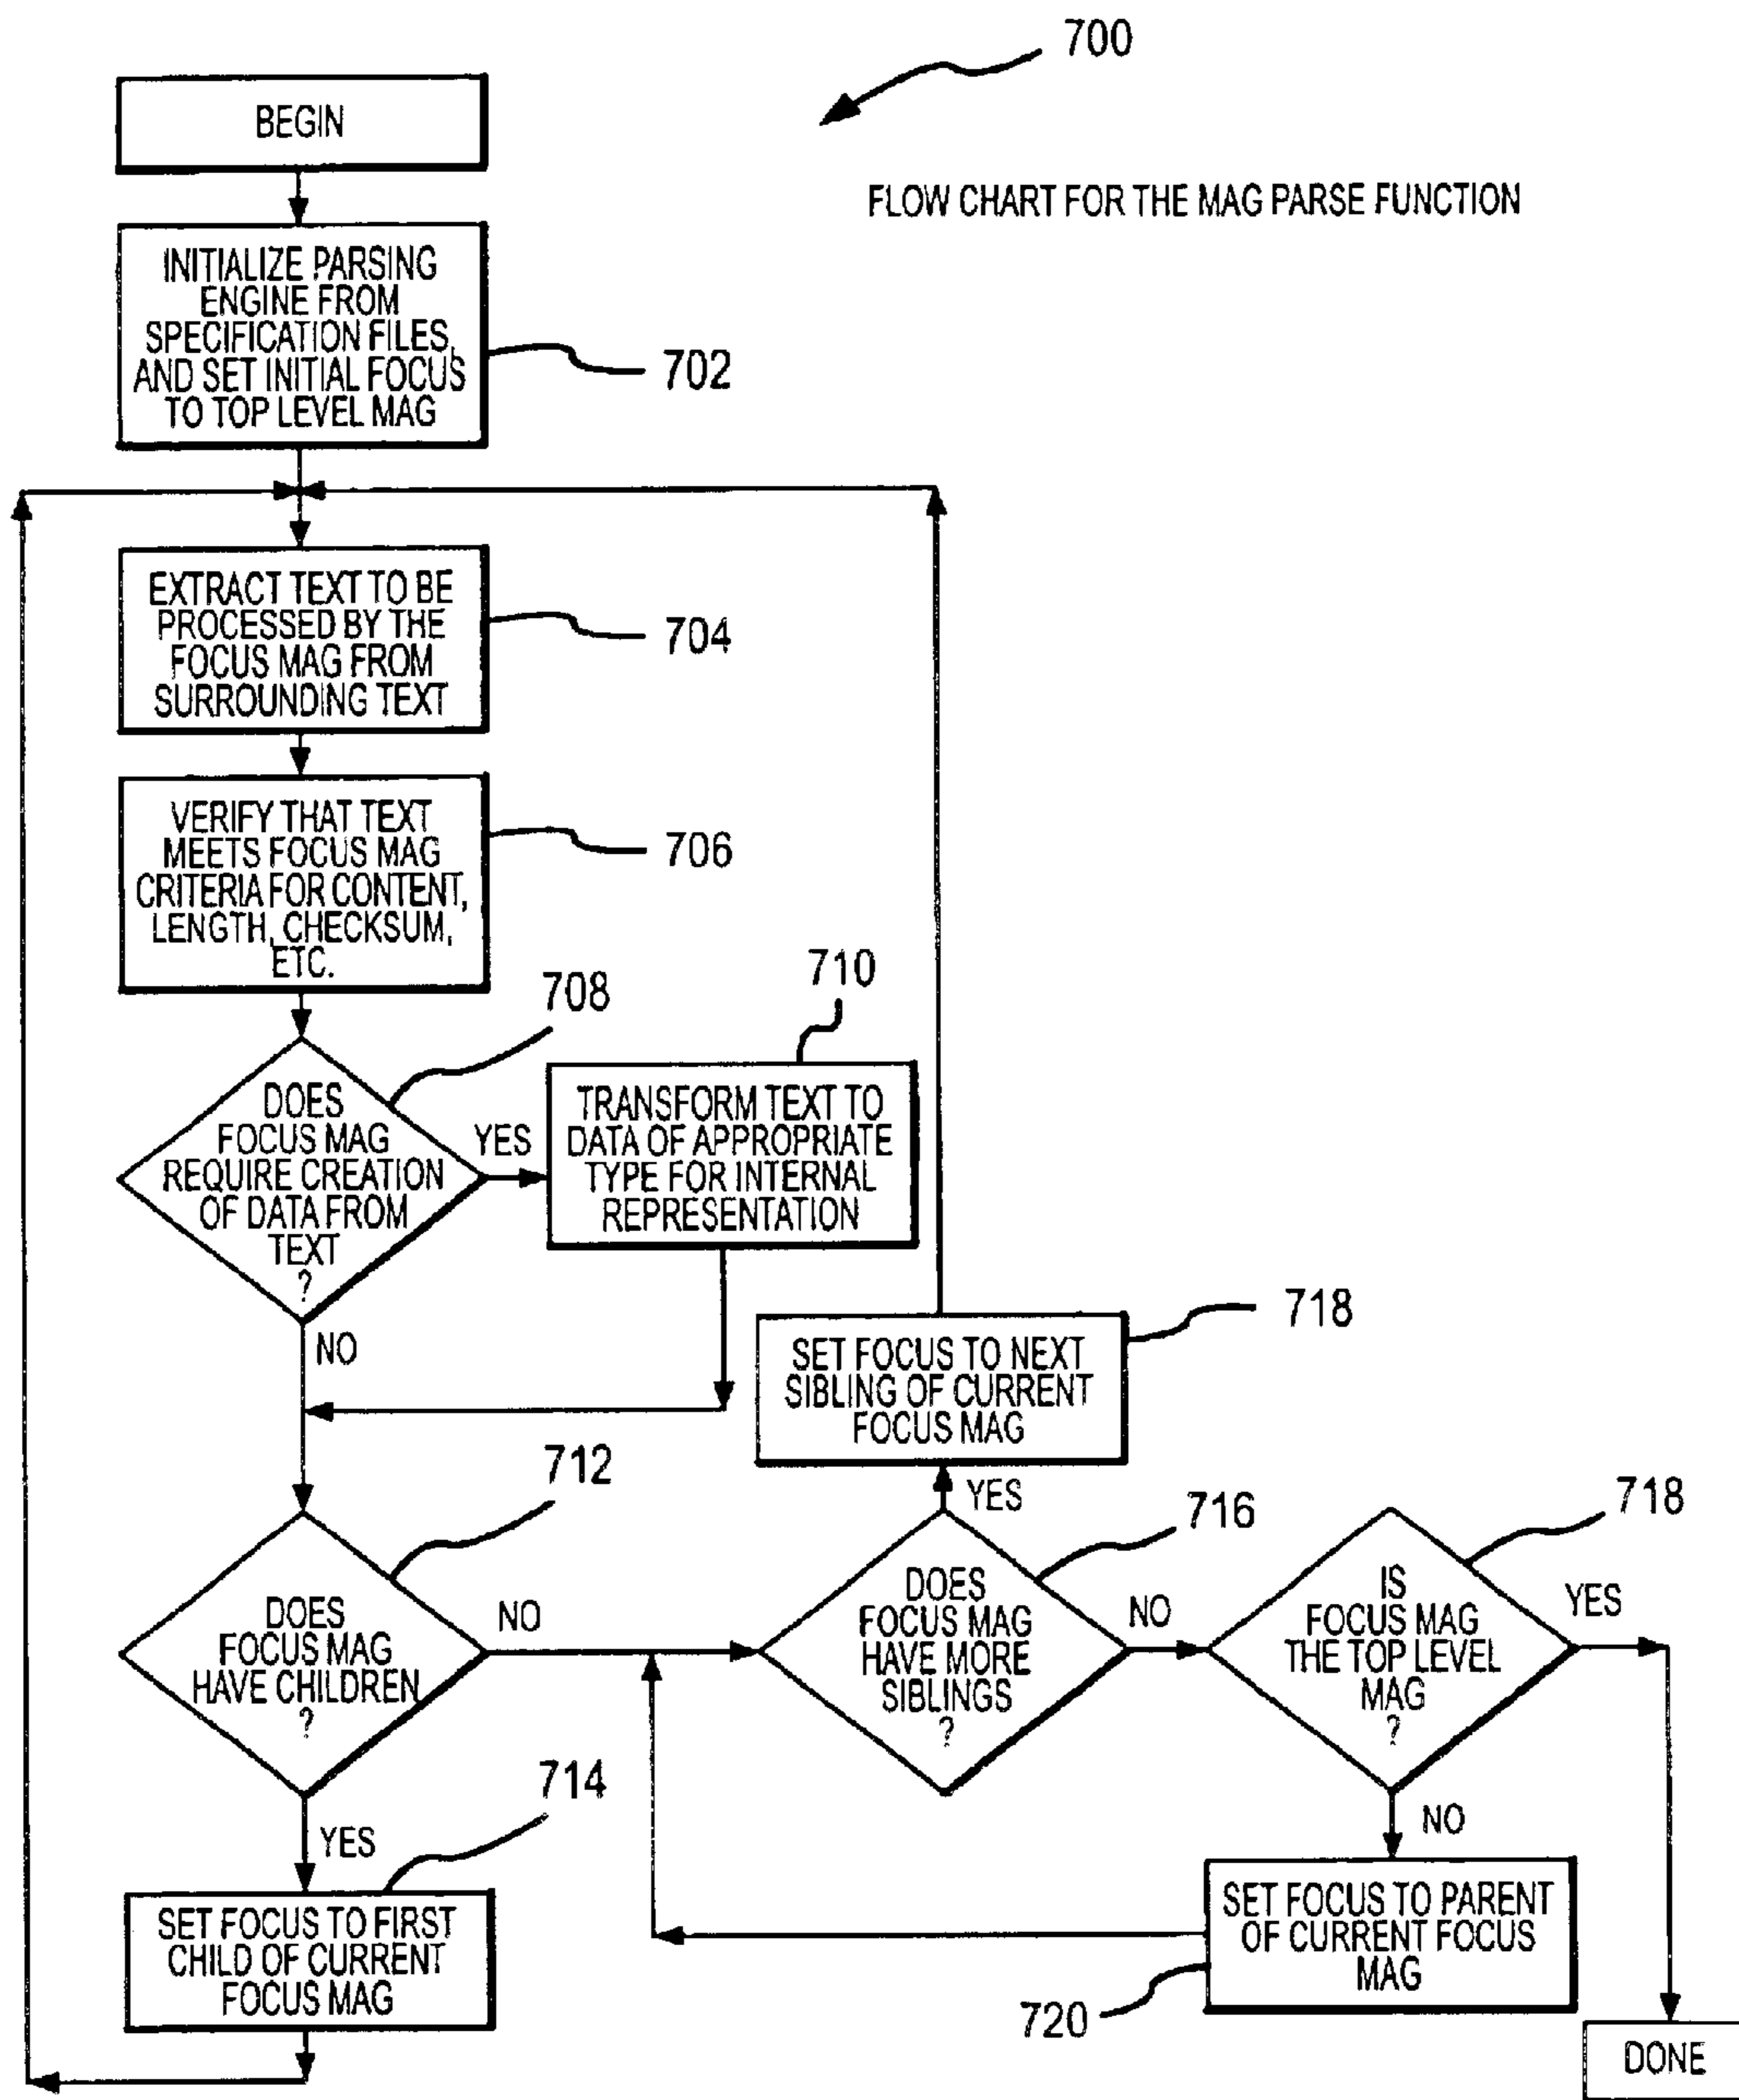 700
BEGIN
FLOW CHART FOR THE MAG PARSE FUNCTION
INITIALIZE PARSING
ENGINE FROM
SPECIFICATION FILES,
AND SET INITIAL FOCUS
TO TOP LEVEL MAG
702
EXTRACT TEXT TO BE
PROCESSED BY THE
FOCUS MAG FROM
SURROUNDING TEXT
704
VERIFY THAT TEXT
MEETS FOCUS MAG
CRITERIA FOR CONTENT,
LENGTH, CHECKSUM,
ETC.
706
708
DOES
FOCUS MAG
REQUIRE CREATION
OF DATA FROM
TEXT
?
YES
NO
710
TRANSFORM TEXT TO
DATA OF APPROPRIATE
TYPE FOR INTERNAL
REPRESENTATION
718
SET FOCUS TO NEXT
SIBLING OF CURRENT
FOCUS MAG
712
DOES
FOCUS MAG
HAVE CHILDREN
?
NO
YES
716
YES
DOES
FOCUS MAG
HAVE MORE
SIBLINGS
?
NO
718
IS
FOCUS MAG
THE TOP LEVEL
MAG
?
YES
NO
714
SET FOCUS TO FIRST
CHILD OF CURRENT
FOCUS MAG
SET FOCUS TO PARENT
OF CURRENT FOCUS
MAG
720
DONE